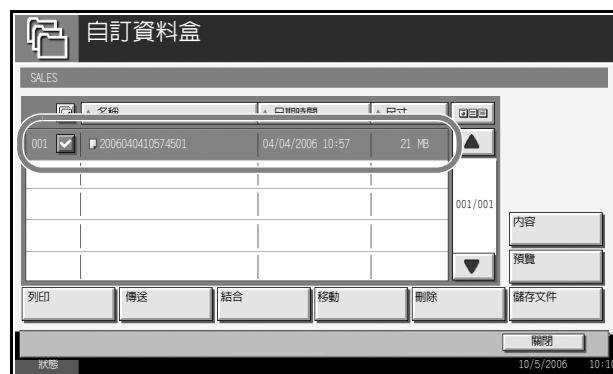 自訂資料盒
SALES
名稱 日期時間 尺寸
001 2006040410574501 04/04/2006 10:57 21 MB
001/001
內容
預覽
列印 傳送 結合 移動 刪除 儲存文件
關閉
狀態 10/5/2006 10:10